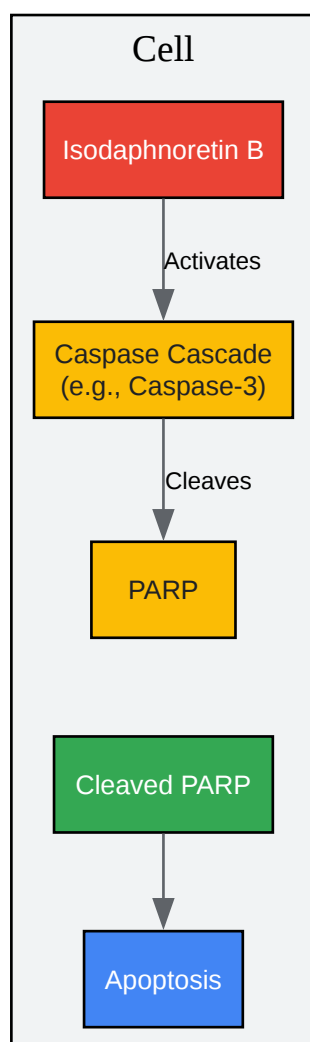 Cell
Isodaphnoretin B
Activates
Caspase Cascade
(e.g., Caspase-3)
Cleaves
PARP
Cleaved PARP
Apoptosis